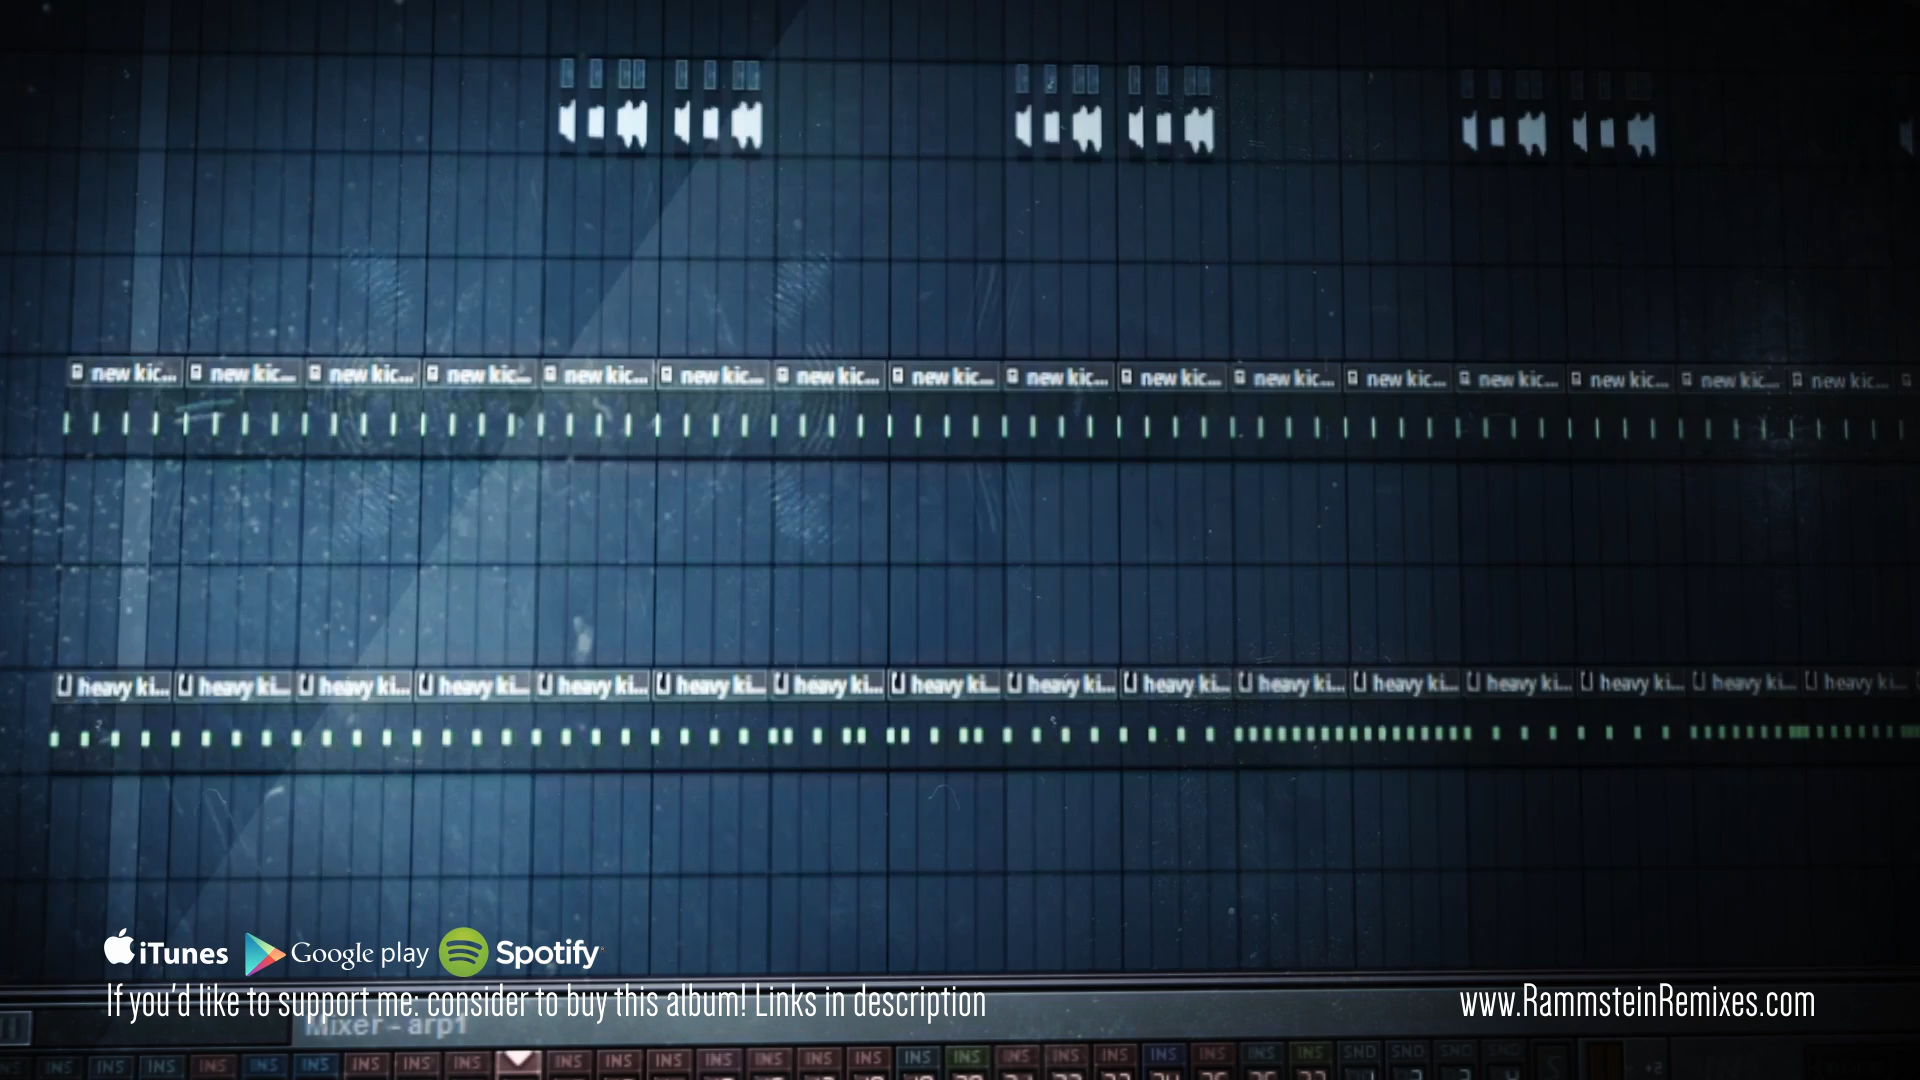 new kic... new kic... new kic... new kic... new kic... new kic... new kic... new kic... new kic... new kic... new kic... new kic... new kic... new kic... new kic... new kic...
heavy ki... heavy ki... heavy ki... heavy ki... heavy ki... heavy ki... heavy ki... heavy ki... heavy ki... heavy ki... heavy ki... heavy ki... heavy ki... heavy ki... heavy ki... heavy ki...
iTunes Google play Spotify
If you'd like to support me: consider to buy this album! Links in description
www.RammsteinRemixes.com
Mixer - arp1
INS INS INS INS INS INS INS INS INS INS INS INS INS INS INS INS INS INS INS INS INS INS INS INS INS SND SND SND SND